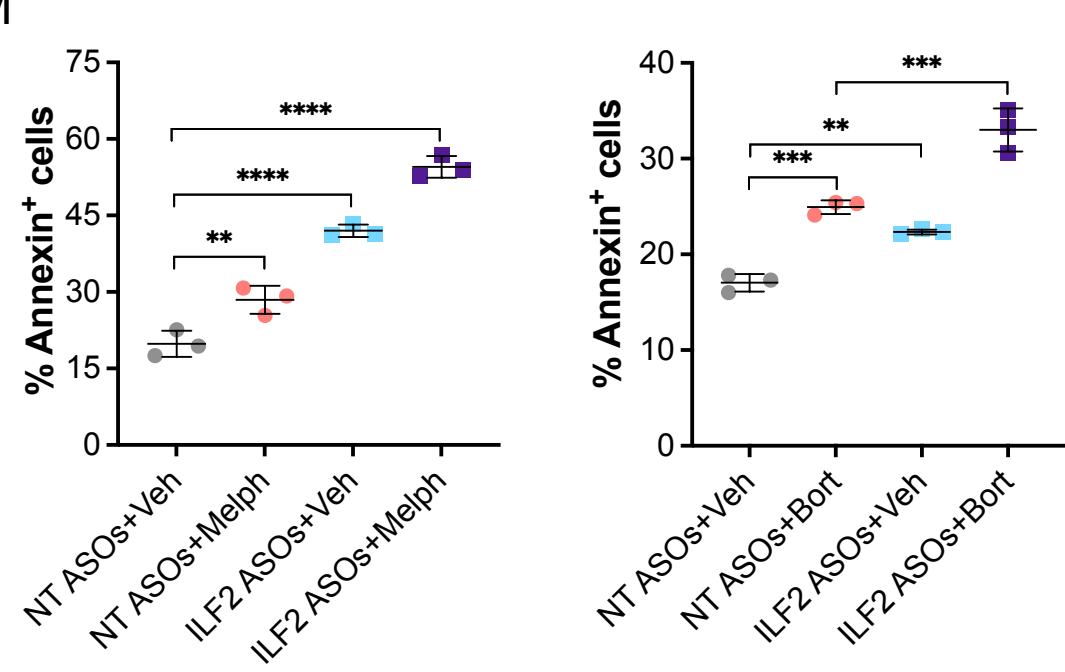 75
60
45
30
15
0
% Annexin⁺ cells
****
****
**
NT ASOs+Veh
NT ASOs+Melph
ILF2 ASOs+Veh
ILF2 ASOs+Melph
40
30
20
10
0
% Annexin⁺ cells
***
**
***
NT ASOs+Veh
NT ASOs+Bort
ILF2 ASOs+Veh
ILF2 ASOs+Bort